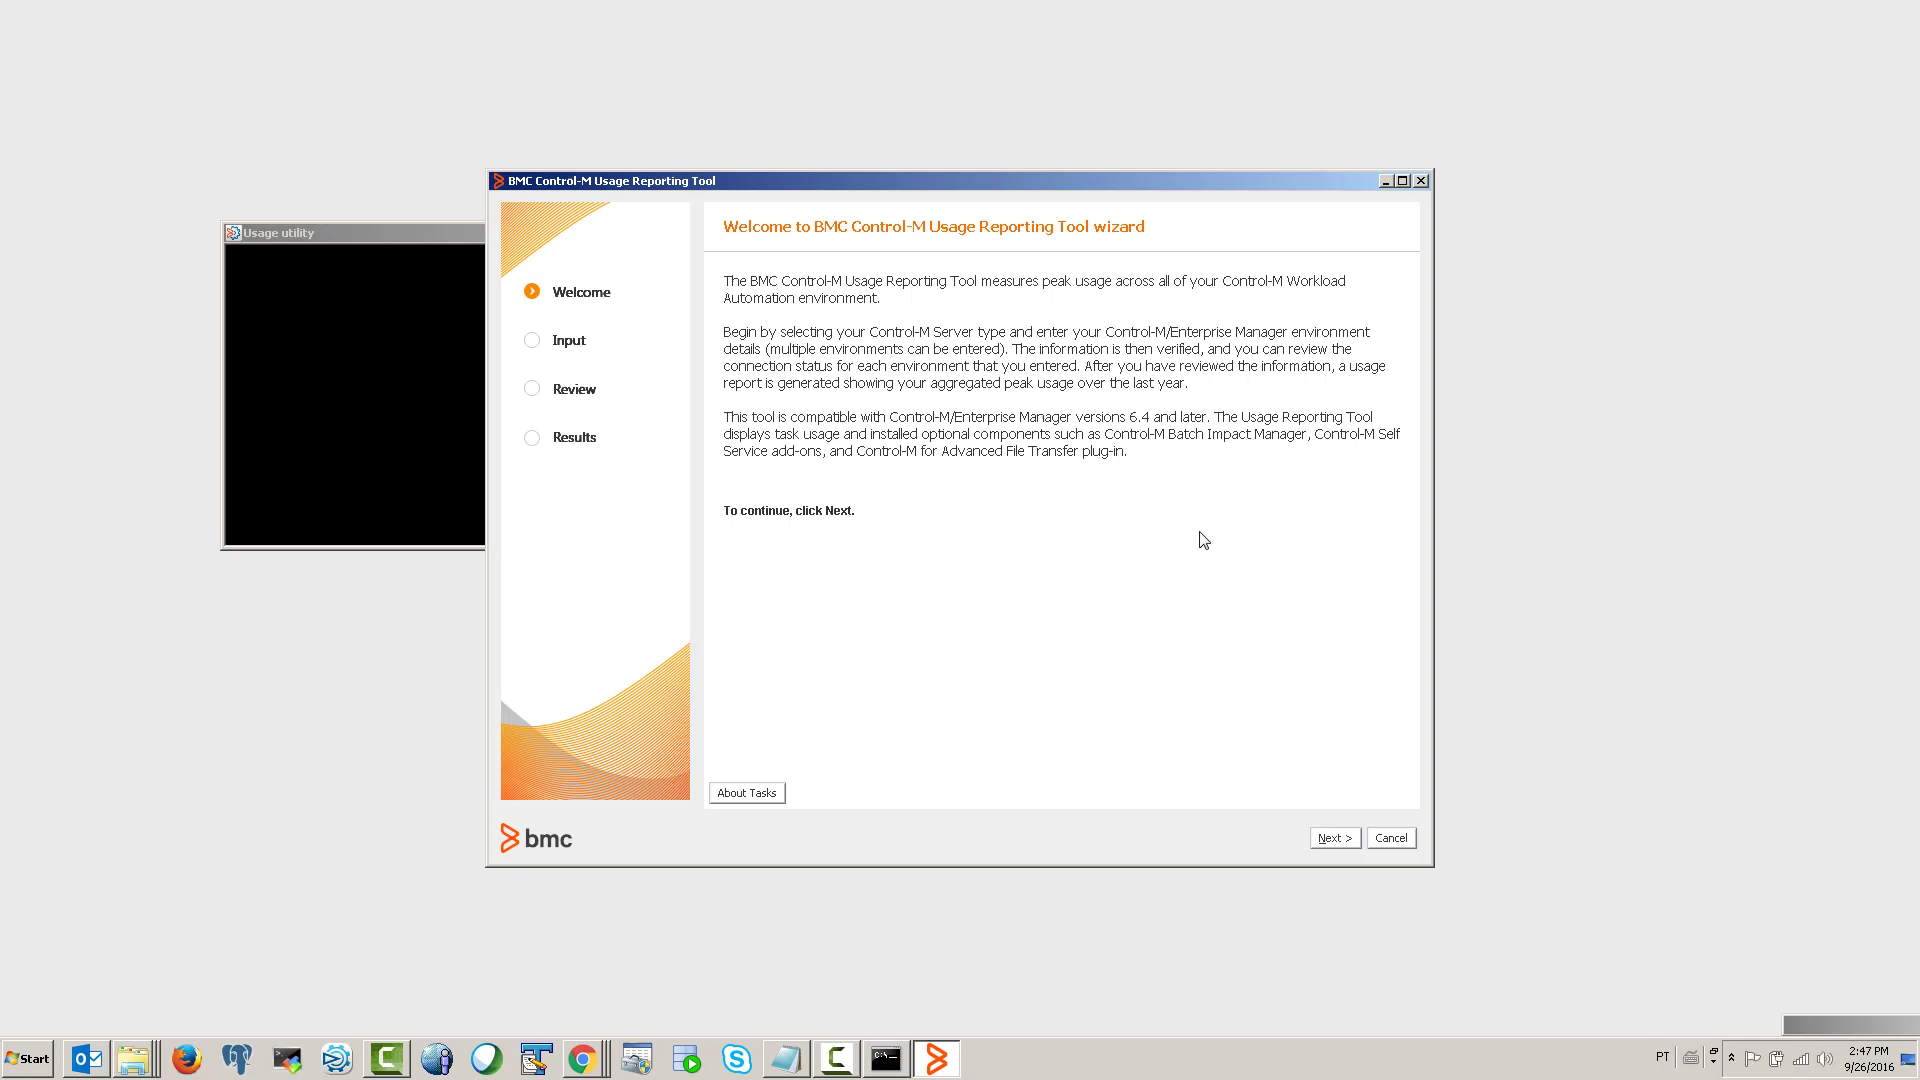 BMC Control-M Usage Reporting Tool
Usage utility
Welcome
Input
Review
Results
Welcome to BMC Control-M Usage Reporting Tool wizard
The BMC Control-M Usage Reporting Tool measures peak usage across all of your Control-M Workload
Automation environment.
Begin by selecting your Control-M Server type and enter your Control-M/Enterprise Manager environment
details (multiple environments can be entered). The information is then verified, and you can review the
connection status for each environment that you entered. After you have reviewed the information, a usage
report is generated showing your aggregated peak usage over the last year.
This tool is compatible with Control-M/Enterprise Manager versions 6.4 and later. The Usage Reporting Tool
displays task usage and installed optional components such as Control-M Batch Impact Manager, Control-M Self
Service add-ons, and Control-M for Advanced File Transfer plug-in.
To continue, click Next.
About Tasks
bmc
Next >
Cancel
Start
PT
2:47 PM
9/26/2016